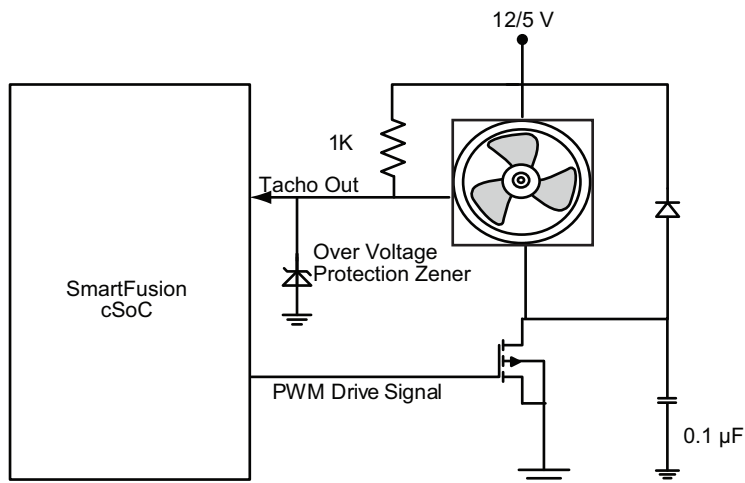 12/5 V
1K
Tacho Out
Over Voltage
Protection Zener
SmartFusion
cSoC
PWM Drive Signal
0.1 µF